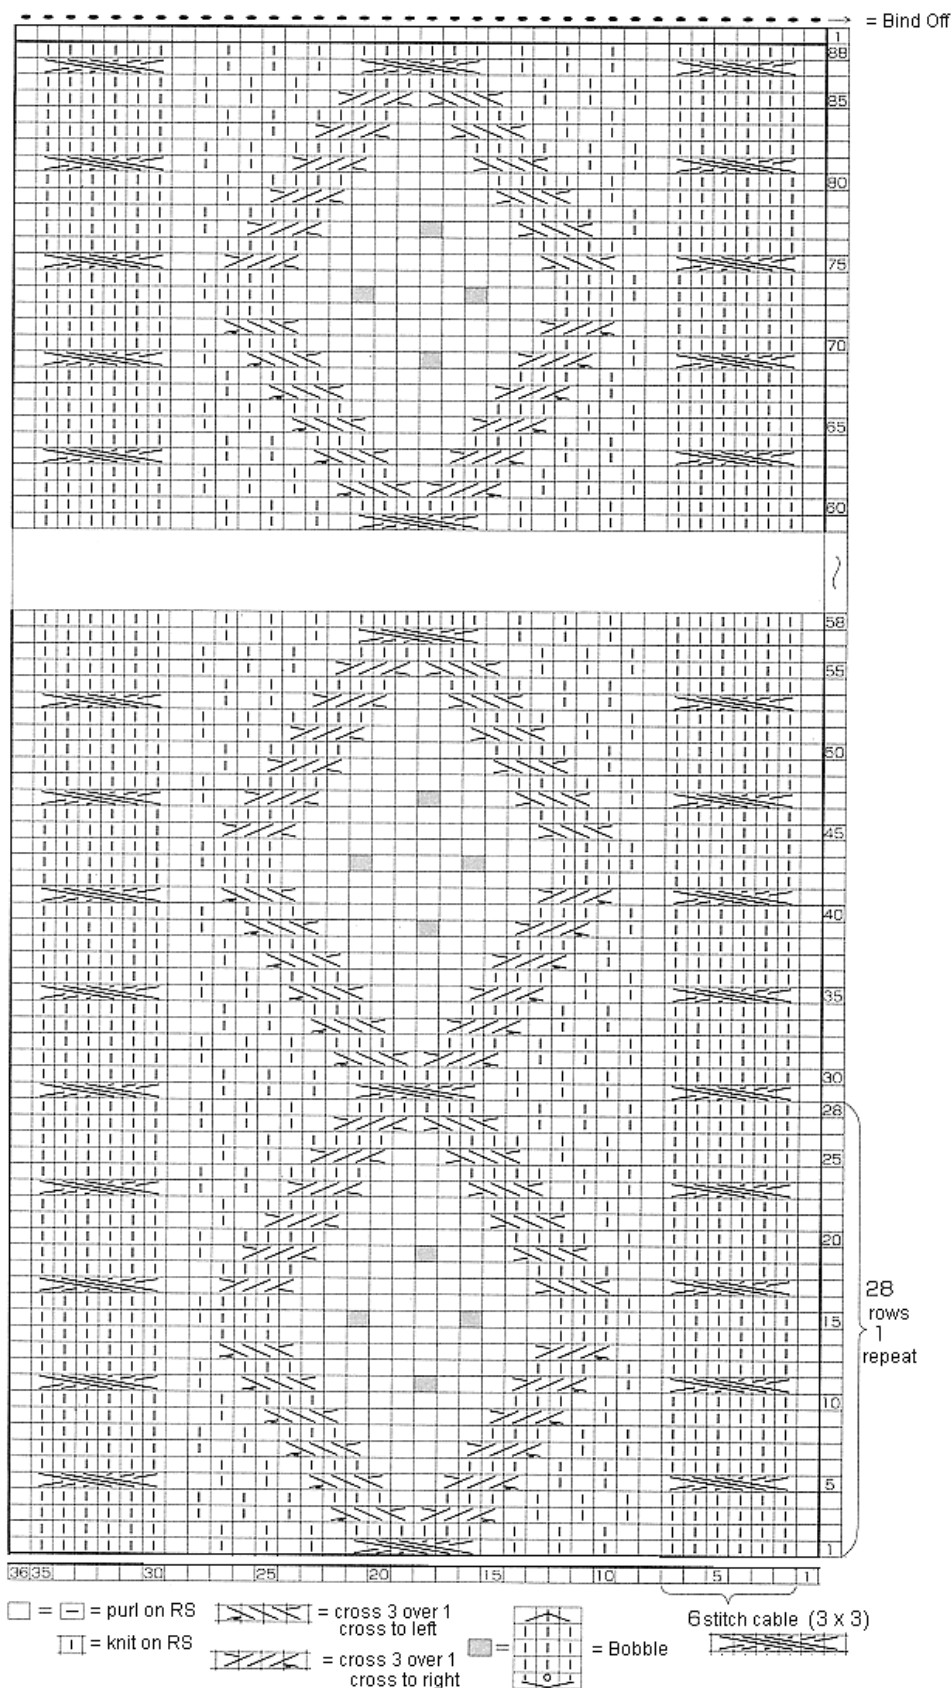 = Bind Off
1
88
85
80
75
70
65
60
58
55
50
45
40
35
30
28
25
20
15
10
5
1
28
rows
1
repeat
36 35 30 25 20 15 10 5 1
= = purl on RS
= knit on RS
= cross 3 over 1
cross to left
= cross 3 over 1
cross to right
= = Bobble
6 stitch cable (3 x 3)